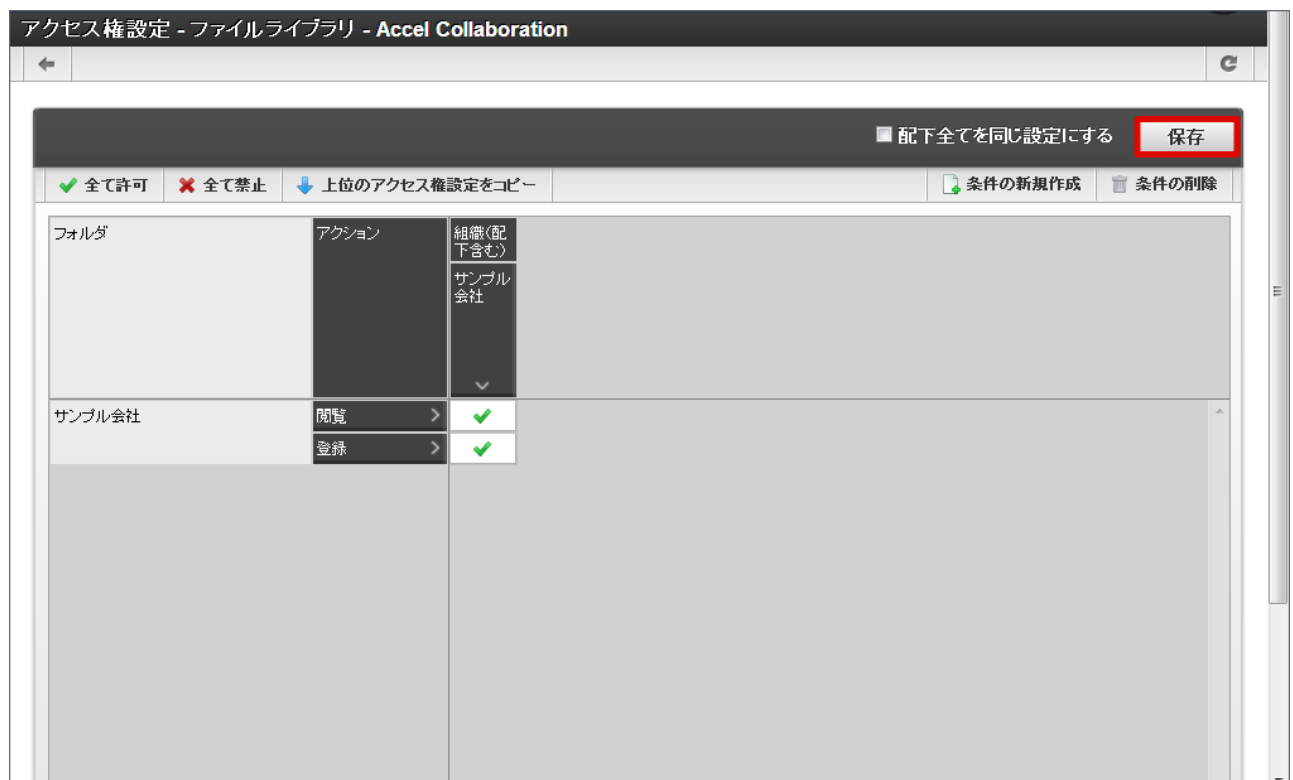 アクセス権設定 - ファイルライブラリ - Accel Collaboration
配下全てを同じ設定にする
保存
全て許可
全て禁止
上位のアクセス権設定をコピー
条件の新規作成
条件の削除
フォルダ
アクション
組織(配
下含む)
サンプル
会社
サンプル会社
閲覧
登録